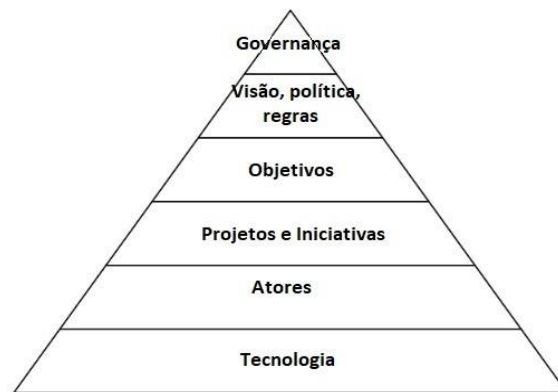 Governança
Visão, política,
regras
Objetivos
Projetos e Iniciativas
Atores
Tecnologia